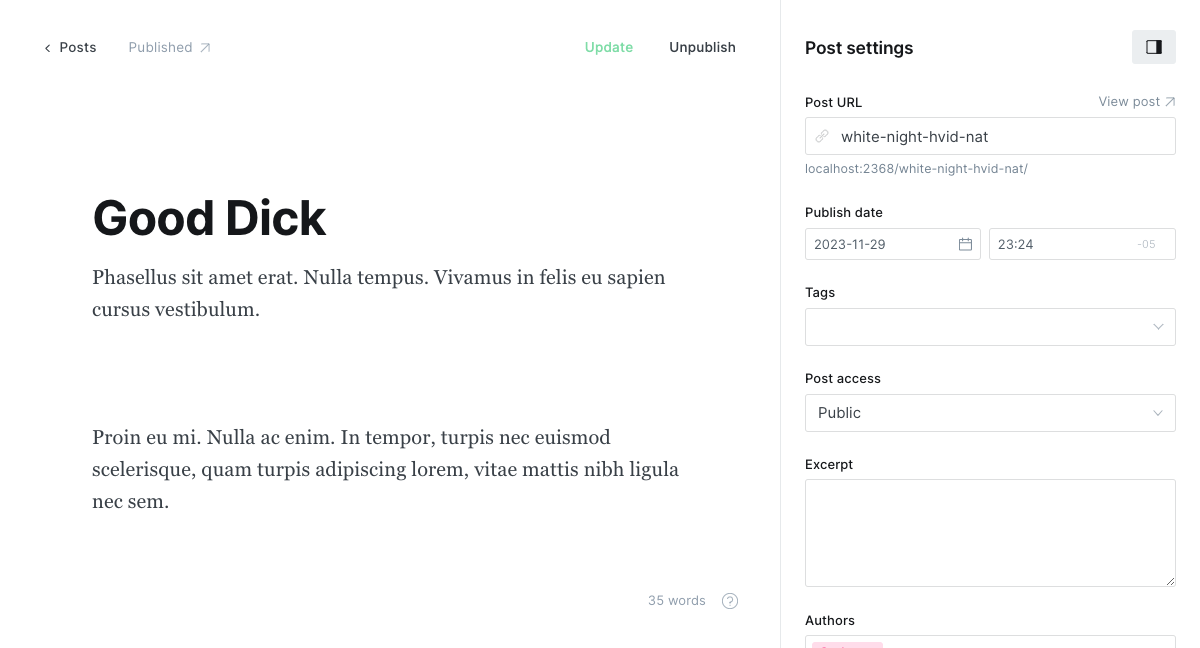 Posts
Published
Update
Unpublish
Good Dick
Phasellus sit amet erat. Nulla tempus. Vivamus in felis eu sapien
cursus vestibulum.
Proin eu mi. Nulla ac enim. In tempor, turpis nec euismod
scelerisque, quam turpis adipiscing lorem, vitae mattis nibh ligula
nec sem.
35 words
?
Post settings
Post URL
View post
white-night-hvid-nat
localhost:2368/white-night-hvid-nat/
Publish date
2023-11-29
23:24
-05
Tags
Post access
Public
Excerpt
Authors